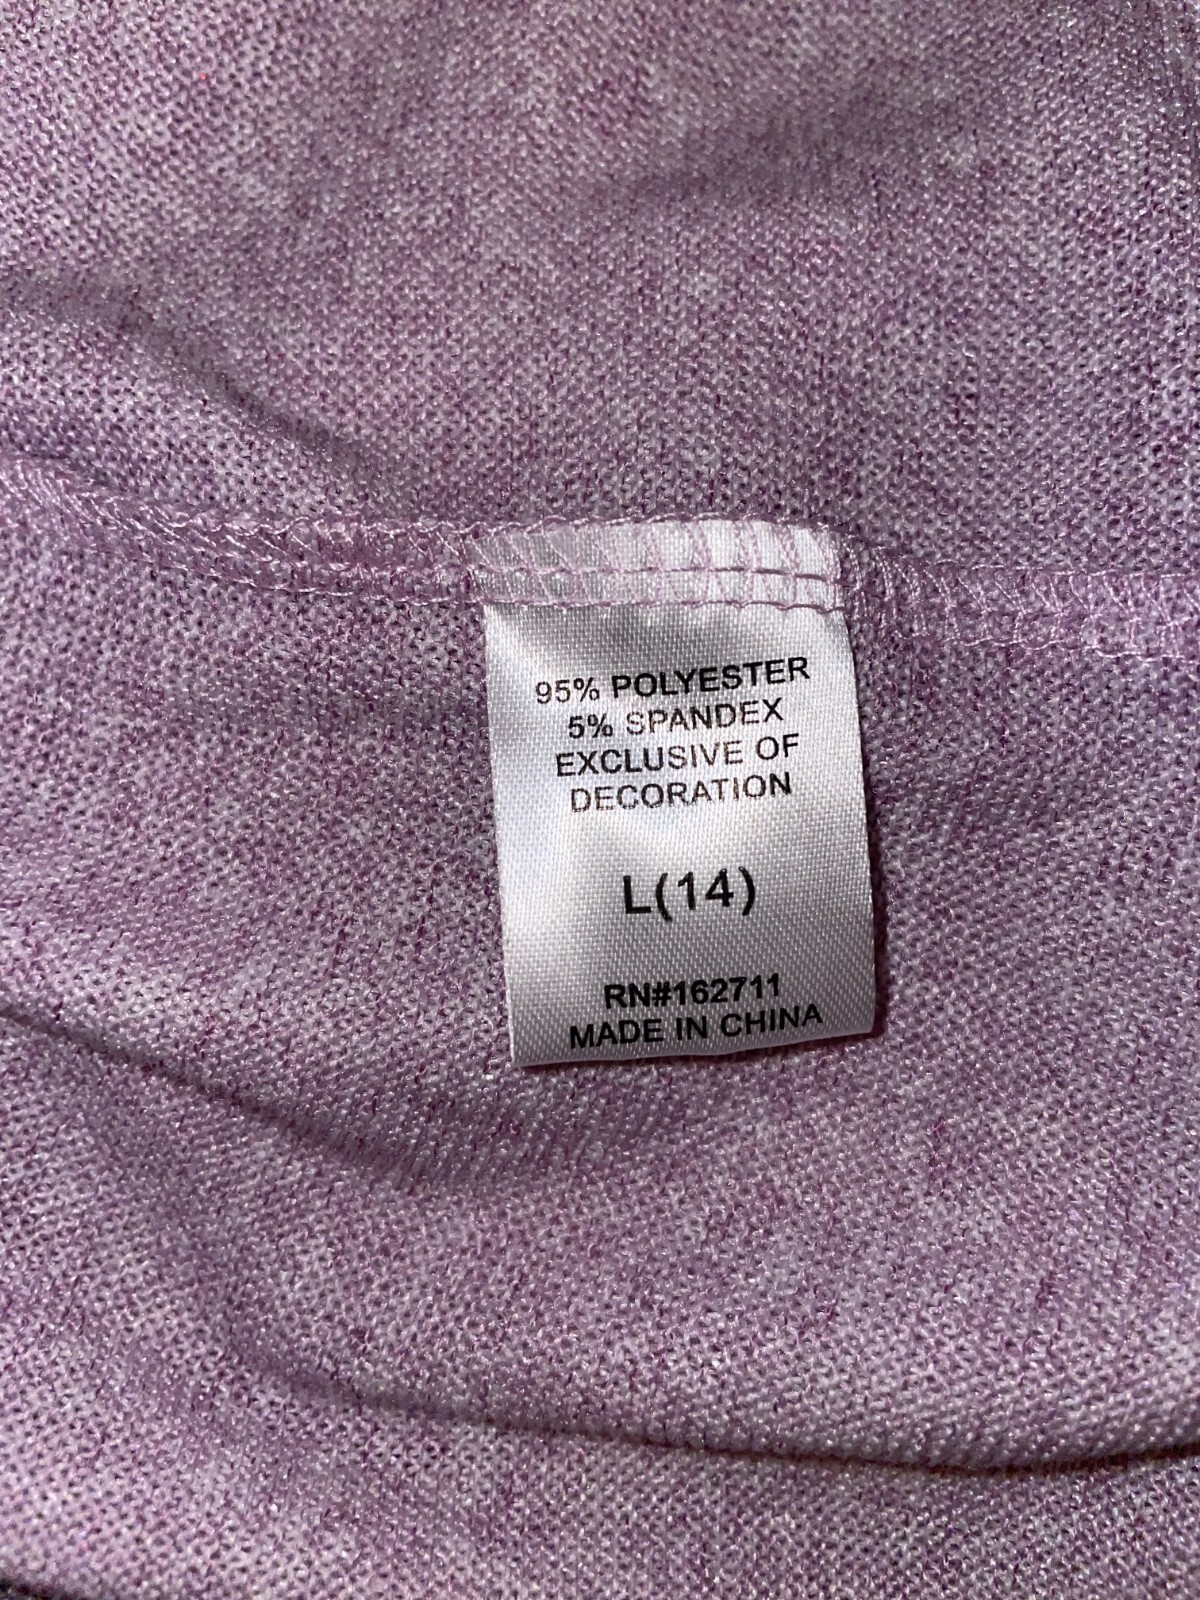 95% POLYESTER
5% SPANDEX
EXCLUSIVE OF
DECORATION
L(14)
RN#162711
MADE IN CHINA